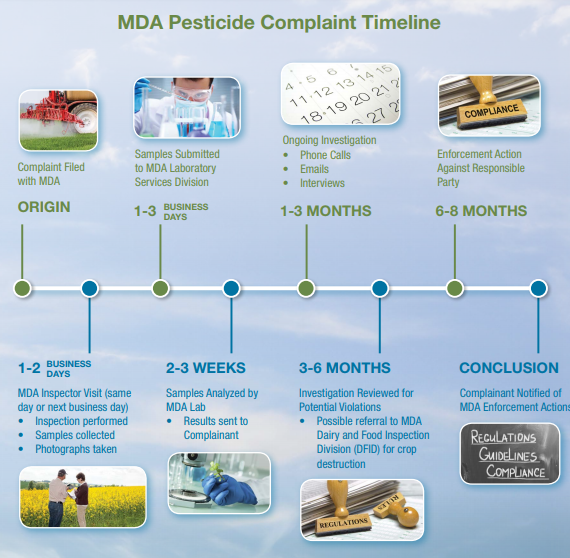 MDA Pesticide Complaint Timeline
Complaint Filed
with MDA
ORIGIN
Samples Submitted
to MDA Laboratory
Services Division
1-3 BUSINESS
DAYS
4 5 6
11 12 13 14 15
18 19 20 21 2
26 27 2
Ongoing Investigation
• Phone Calls
• Emails
• Interviews
1-3 MONTHS
COMPLIANCE
Enforcement Action
Against Responsible
Party
6-8 MONTHS
1-2 BUSINESS
DAYS
MDA Inspector Visit (same
day or next business day)
• Inspection performed
• Samples collected
• Photographs taken
2-3 WEEKS
Samples Analyzed by
MDA Lab
• Results sent to
Complainant
3-6 MONTHS
Investigation Reviewed for
Potential Violations
• Possible referral to MDA
Dairy and Food Inspection
Division (DFID) for crop
destruction
REGULATIONS
RULES
CONCLUSION
Complainant Notified of
MDA Enforcement Actions
REGULATIONS
GUIDELINES
COMPLIANCE